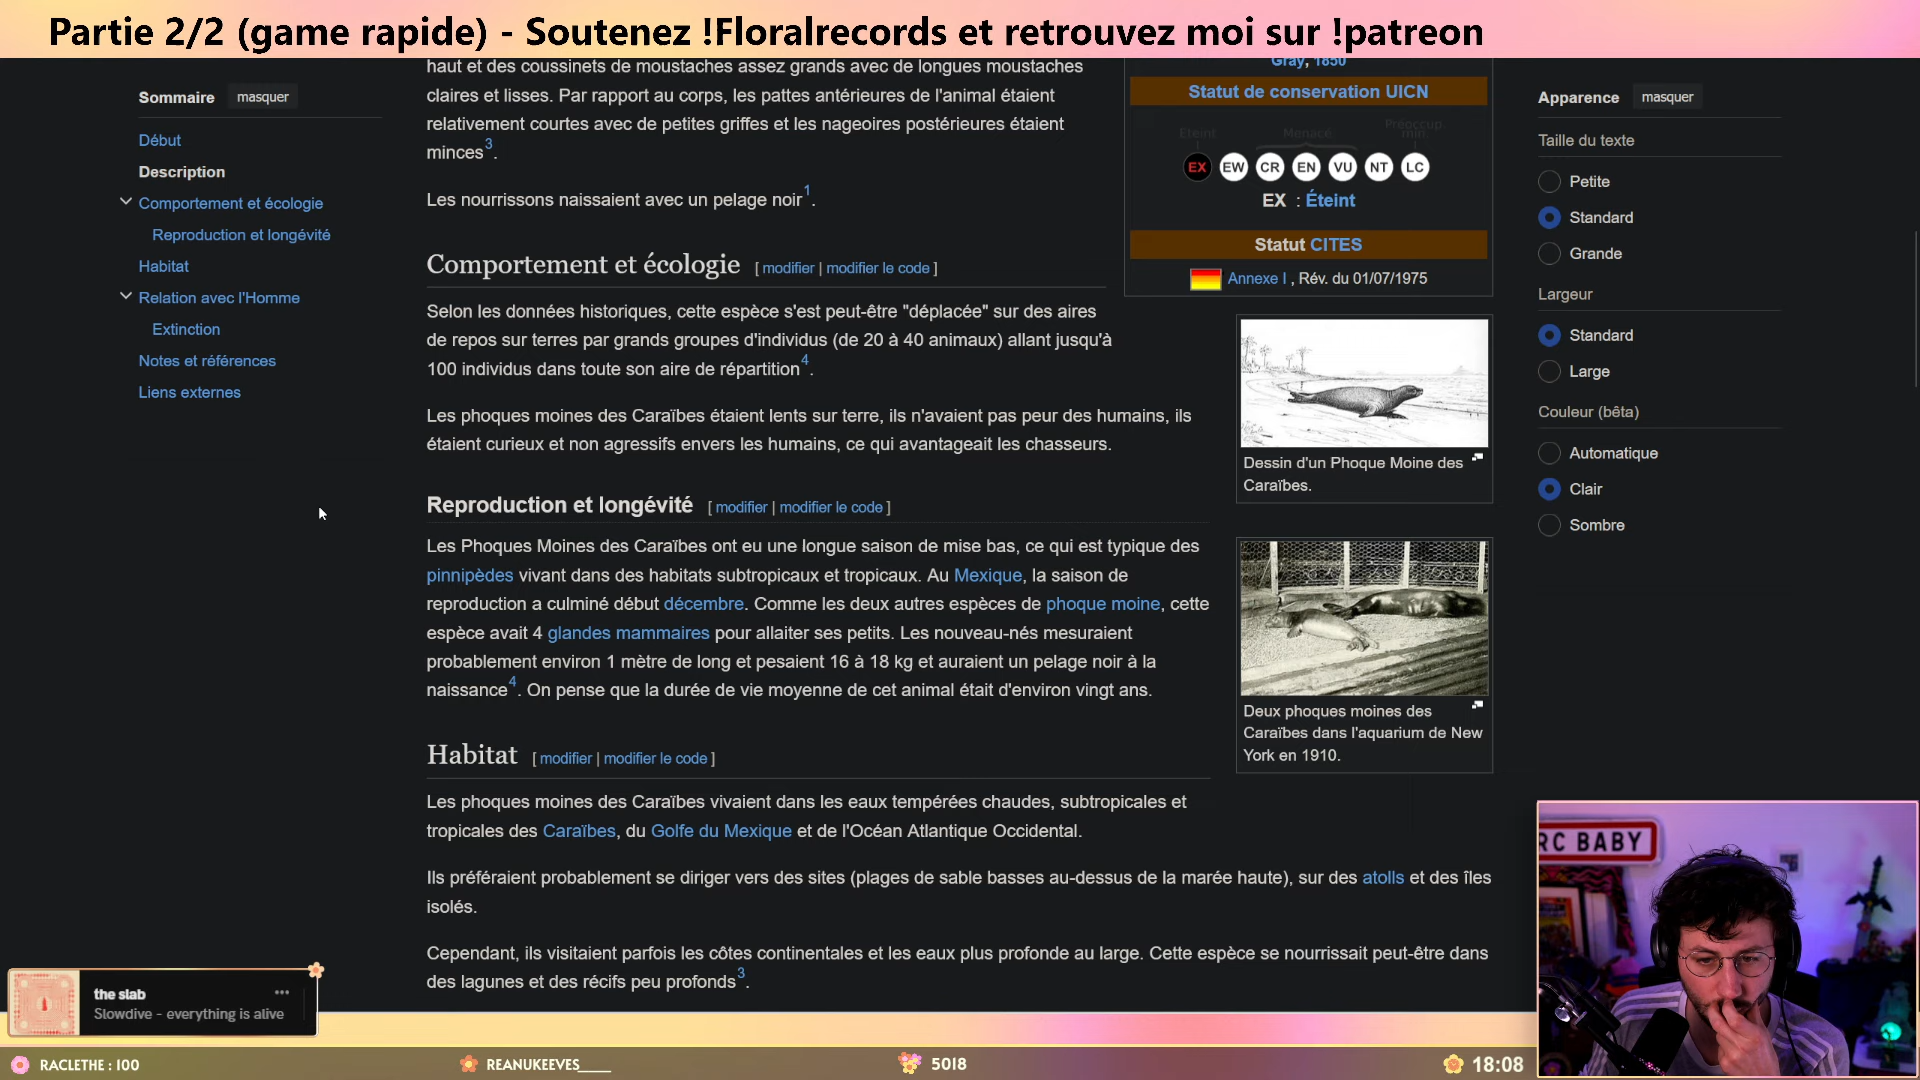 Partie 2/2 (game rapide) - Soutenez !Floralrecords et retrouvez moi sur !patreon
Sommaire masquer
Début
Description
Comportement et écologie
Reproduction et longévité
Habitat
Relation avec l'Homme
Extinction
Notes et références
Liens externes
haut et des coussinets de moustaches assez grands avec de longues moustaches
claires et lisses. Par rapport au corps, les pattes antérieures de l'animal étaient
relativement courtes avec de petites griffes et les nageoires postérieures étaient
minces3.
Les nourrissons naissaient avec un pelage noir1.
Comportement et écologie [ modifier | modifier le code ]
Selon les données historiques, cette espèce s'est peut-être "déplacée" sur des aires
de repos sur terres par grands groupes d'individus (de 20 à 40 animaux) allant jusqu'à
100 individus dans toute son aire de répartition4.
Les phoques moines des Caraïbes étaient lents sur terre, ils n'avaient pas peur des humains, ils
étaient curieux et non agressifs envers les humains, ce qui avantageait les chasseurs.
Reproduction et longévité [ modifier | modifier le code ]
Les Phoques Moines des Caraïbes ont eu une longue saison de mise bas, ce qui est typique des
pinnipèdes vivant dans des habitats subtropicaux et tropicaux. Au Mexique, la saison de
reproduction a culminé début décembre. Comme les deux autres espèces de phoque moine, cette
espèce avait 4 glandes mammaires pour allaiter ses petits. Les nouveau-nés mesuraient
probablement environ 1 mètre de long et pesaient 16 à 18 kg et auraient un pelage noir à la
naissance4. On pense que la durée de vie moyenne de cet animal était d'environ vingt ans.
Habitat [ modifier | modifier le code ]
Les phoques moines des Caraïbes vivaient dans les eaux tempérées chaudes, subtropicales et
tropicales des Caraïbes, du Golfe du Mexique et de l'Océan Atlantique Occidental.
Ils préféraient probablement se diriger vers des sites (plages de sable basses au-dessus de la marée haute), sur des atolls et des îles
isolés.
Cependant, ils visitaient parfois les côtes continentales et les eaux plus profonde au large. Cette espèce se nourrissait peut-être dans
des lagunes et des récifs peu profonds3.
Gray, 1850
Statut de conservation UICN
Éteint Menacé Préoccup.
min.
EX EW CR EN VU NT LC
EX : Éteint
Statut CITES
Annexe I , Rév. du 01/07/1975
Dessin d'un Phoque Moine des
Caraïbes.
Deux phoques moines des
Caraïbes dans l'aquarium de New
York en 1910.
Apparence masquer
Taille du texte
Petite
Standard
Grande
Largeur
Standard
Large
Couleur (bêta)
Automatique
Clair
Sombre
RC BABY
the slab
Slowdive - everything is alive
RACLETHE : 100
REANUKEEVES____
5018
18:08